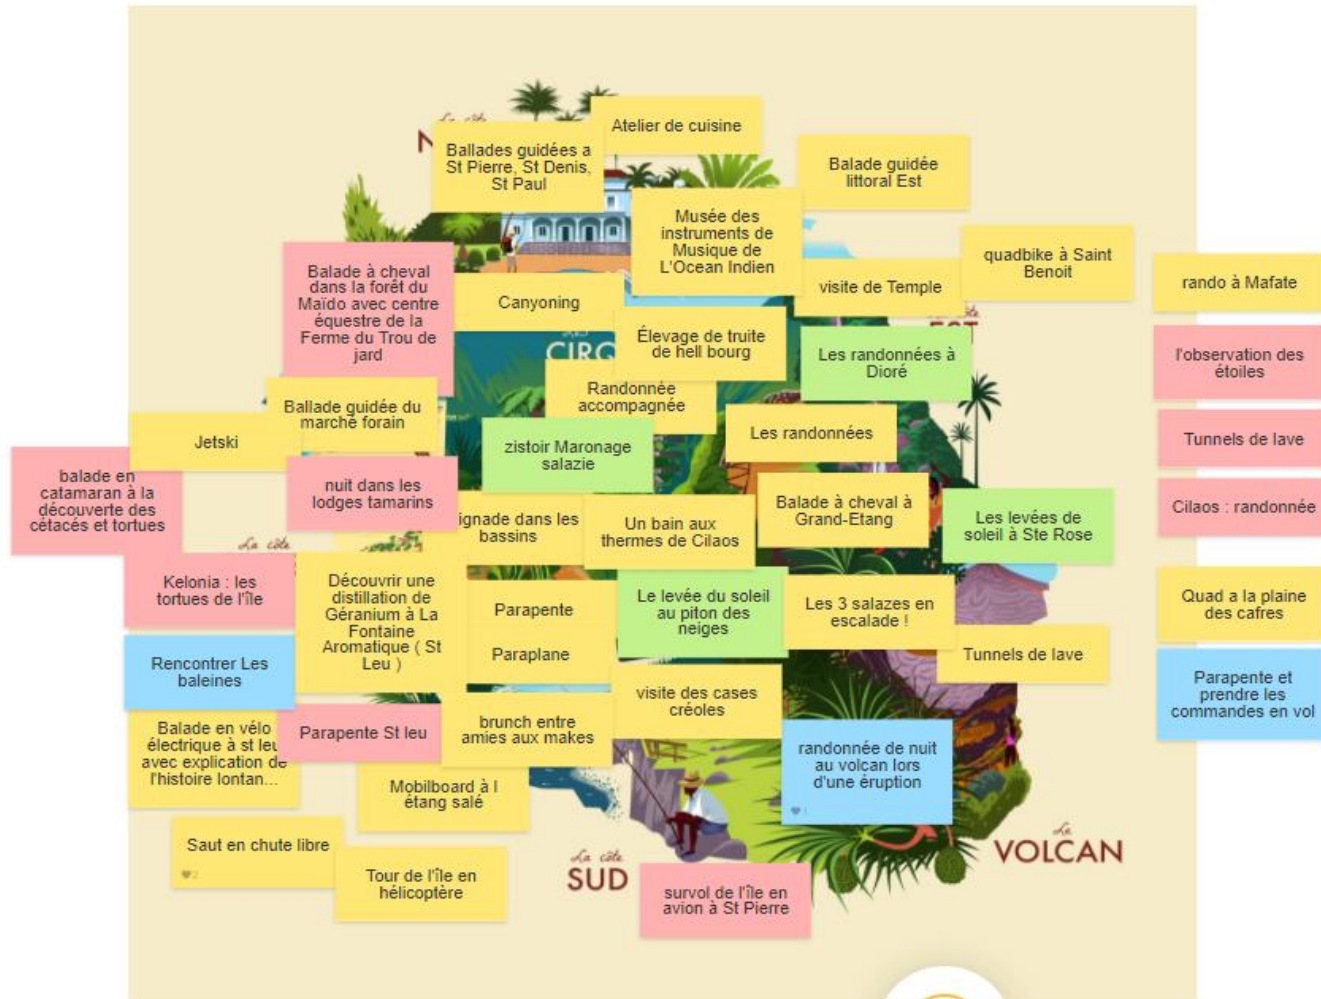 La côte
N
Atelier de cuisine
Ballades guidées a
St Pierre, St Denis,
St Paul
Balade guidée
littoral Est
Musée des
instruments de
Musique de
L'Ocean Indien
quadbike à Saint
Benoit
rando à Mafate
Balade à cheval
dans la forêt du
Maïdo avec centre
équestre de la
Ferme du Trou de
jard
Canyoning
visite de Temple
Élevage de truite
de hell bourg
CIRQ
Les randonnées à
Dioré
l'observation des
étoiles
Randonnée
accompagnée
Ballade guidée du
marché forain
Jetski
Les randonnées
Tunnels de lave
zistoir Maronage
salazie
balade en
catamaran à la
découverte des
cétacés et tortues
nuit dans les
lodges tamarins
ignade dans les
bassins
Un bain aux
thermes de Cilaos
Balade à cheval à
Grand-Etang
Les levées de
soleil à Ste Rose
Cilaos : randonnée
La côte
Kelonia : les
tortues de l'île
Découvrir une
distillation de
Géranium à La
Fontaine
Aromatique ( St
Leu )
Parapente
Le levée du soleil
au piton des
neiges
Les 3 salazes en
escalade !
Quad a la plaine
des cafres
Rencontrer Les
baleines
Paraplane
Tunnels de lave
visite des cases
créoles
Parapente et
prendre les
commandes en vol
Balade en vélo
électrique à st leu
avec explication de
l'histoire lontan...
Parapente St leu
brunch entre
amies aux makes
randonnée de nuit
au volcan lors
d'une éruption
1
Mobilboard à l
étang salé
Saut en chute libre
2
Tour de l'île en
hélicoptère
La côte
SUD
survol de l'île en
avion à St Pierre
Le
VOLCAN